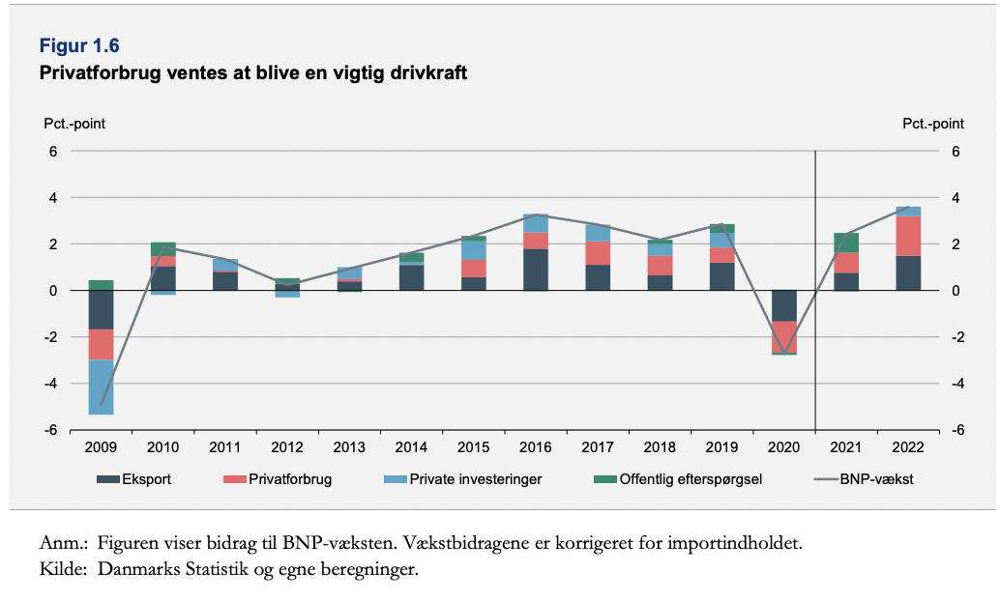 Figur 1.6
Privatforbrug ventes at blive en vigtig drivkraft
Pct.-point Pct.-point
6 6
4 4
2 2
0 0
-2 -2
-4 -4
-6 -6
2009 2010 2011 2012 2013 2014 2015 2016 2017 2018 2019 2020 2021 2022
Eksport Privatforbrug Private investeringer Offentlig efterspørgsel BNP-vækst
Anm.: Figuren viser bidrag til BNP-væksten. Vækstbidragene er korrigeret for importindholdet.
Kilde: Danmarks Statistik og egne beregninger.